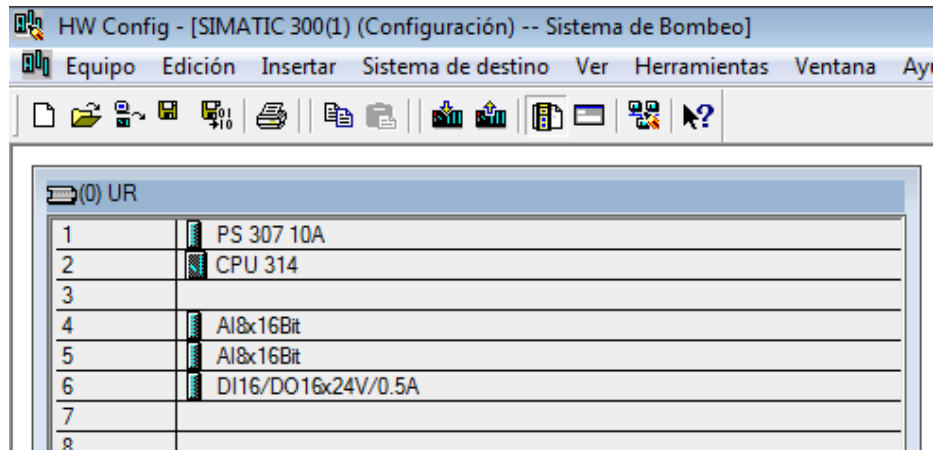 HW Config - [SIMATIC 300(1) (Configuración) -- Sistema de Bombeo]
Equipo Edición Insertar Sistema de destino Ver Herramientas Ventana
(0) UR
1 PS 307 10A
2 CPU 314
3
4 AI8x16Bit
5 AI8x16Bit
6 DI16/DO16x24V/0.5A
7
8